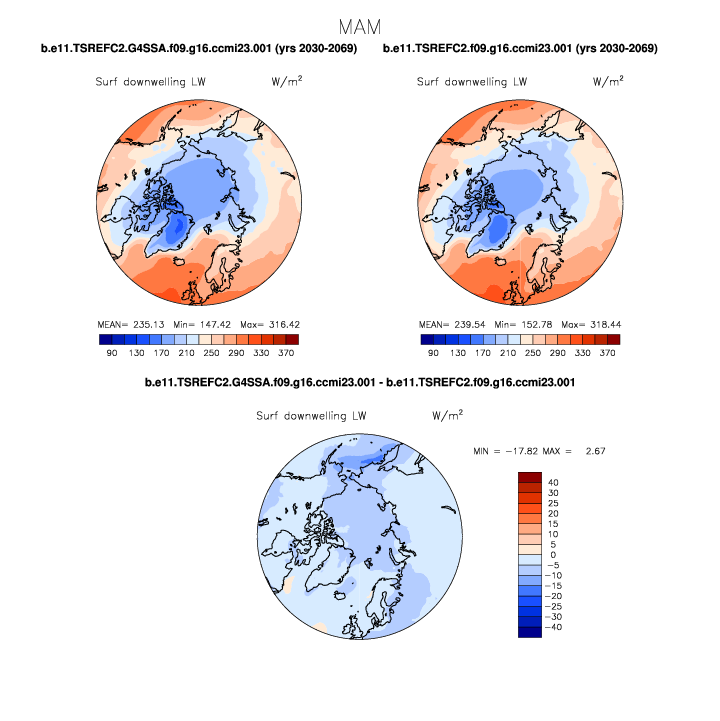 MAM
b.e11.TSREFC2.G4SSA.f09.g16.ccmi23.001 (yrs 2030-2069) b.e11.TSREFC2.f09.g16.ccmi23.001 (yrs 2030-2069)
Surf downwelling LW W/m²
Surf downwelling LW W/m²
MEAN= 235.13 Min= 147.42 Max= 316.42
90 130 170 210 250 290 330 370
MEAN= 239.54 Min= 152.78 Max= 318.44
90 130 170 210 250 290 330 370
b.e11.TSREFC2.G4SSA.f09.g16.ccmi23.001 - b.e11.TSREFC2.f09.g16.ccmi23.001
Surf downwelling LW W/m²
MIN = -17.82 MAX = 2.67
40
30
25
20
15
10
5
0
-5
-10
-15
-20
-25
-30
-40